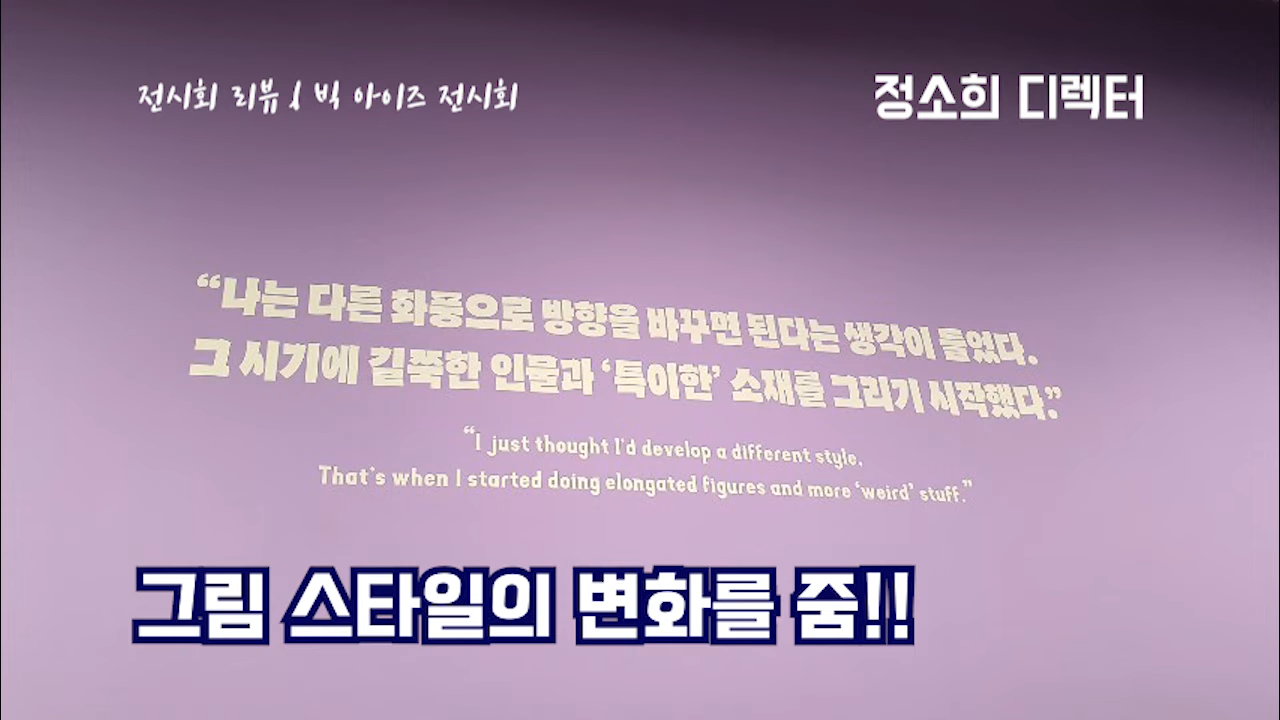 전시회 리뷰 / 빅 아이즈 전시회
정소희 디렉터
“나는 다른 화풍으로 방향을 바꾸면 된다는 생각이 들었다.
그 시기에 길쭉한 인물과 ‘특이한’ 소재를 그리기 시작했다.”
“I just thought I'd develop a different style.
That's when I started doing elongated figures and more ‘weird’ stuff.”
그림 스타일의 변화를 줌!!